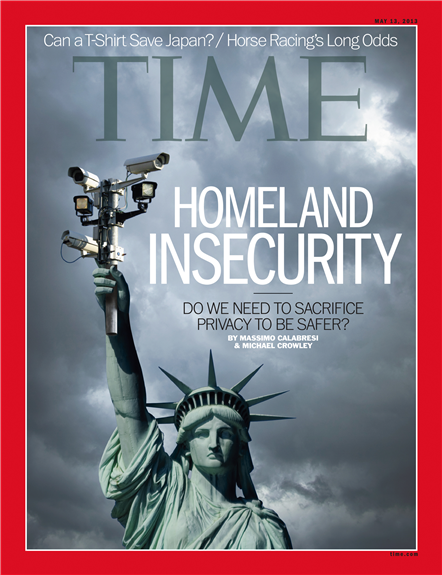 MAY 13, 2013
Can a T-Shirt Save Japan? / Horse Racing's Long Odds
TIME
HOMELAND
INSECURITY
DO WE NEED TO SACRIFICE
PRIVACY TO BE SAFER?
BY MASSIMO CALABRESI
& MICHAEL CROWLEY
time.com